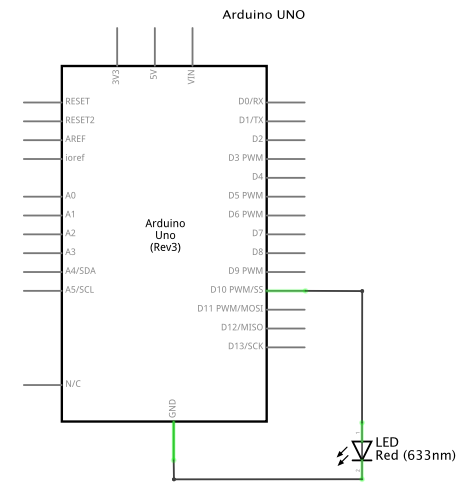 Arduino UNO
3V3
5V
VIN
RESET
RESET2
AREF
ioref
A0
A1
A2
A3
A4/SDA
A5/SCL
N/C
Arduino
Uno
(Rev3)
D0/RX
D1/TX
D2
D3 PWM
D4
D5 PWM
D6 PWM
D7
D8
D9 PWM
D10 PWM/SS
D11 PWM/MOSI
D12/MISO
D13/SCK
GND
1
LED
Red (633nm)
2